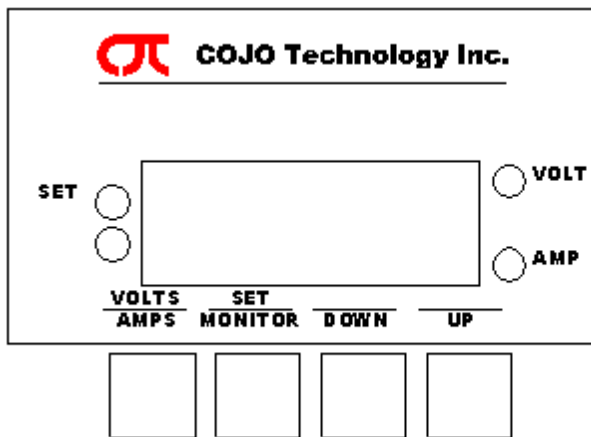 COJO Technology Inc.
SET
VOLT
AMP
VOLTS SET
AMPS MONITOR DOWN UP